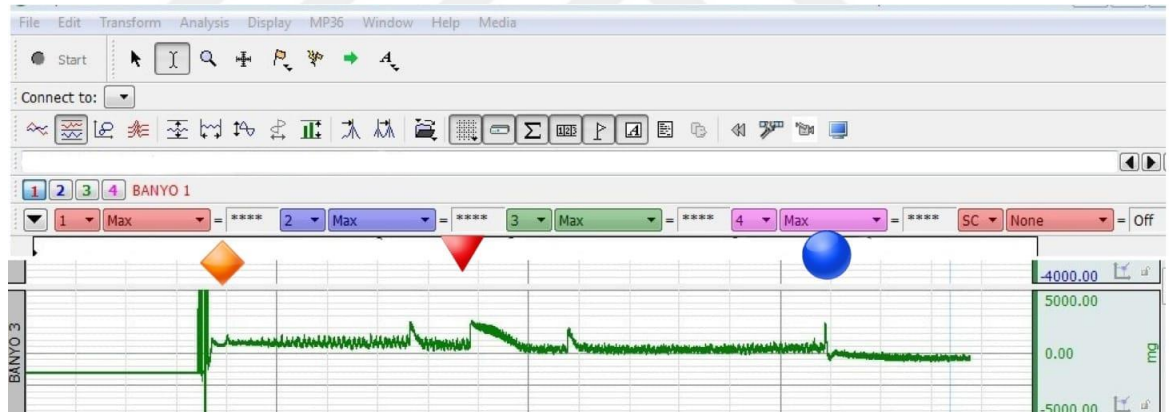 File Edit Transform Analysis Display MP36 Window Help Media
Start
Connect to:
1 2 3 4 BANYO 1
1 Max = **** 2 Max = **** 3 Max = **** 4 Max = **** SC None = Off
-4000.00
5000.00
BANYO 3
0.00
mg
-5000.00